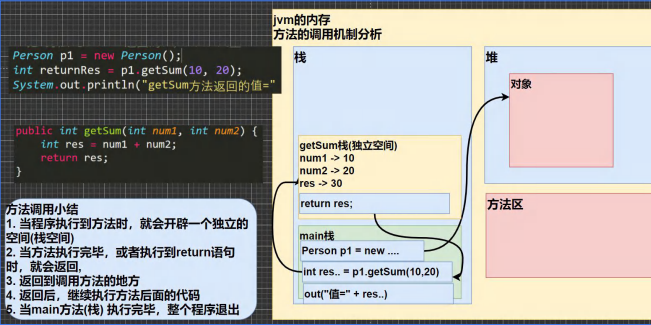 Person p1 = new Person();
int returnRes = p1.getSum(10, 20);
System.out.println("getSum方法返回的值="
public int getSum(int num1, int num2) {
int res = num1 + num2;
return res;
}
方法调用小结
1. 当程序执行到方法时，就会开辟一个独立的
空间(栈空间)
2. 当方法执行完毕，或者执行到return语句
时，就会返回,
3. 返回到调用方法的地方
4. 返回后，继续执行方法后面的代码
5. 当main方法(栈) 执行完毕，整个程序退出
jvm的内存
方法的调用机制分析
栈
getSum栈(独立空间)
num1 -> 10
num2 -> 20
res -> 30
return res;
main栈
Person p1 = new ....
int res.. = p1.getSum(10,20)
out("值=" + res..)
堆
对象
方法区